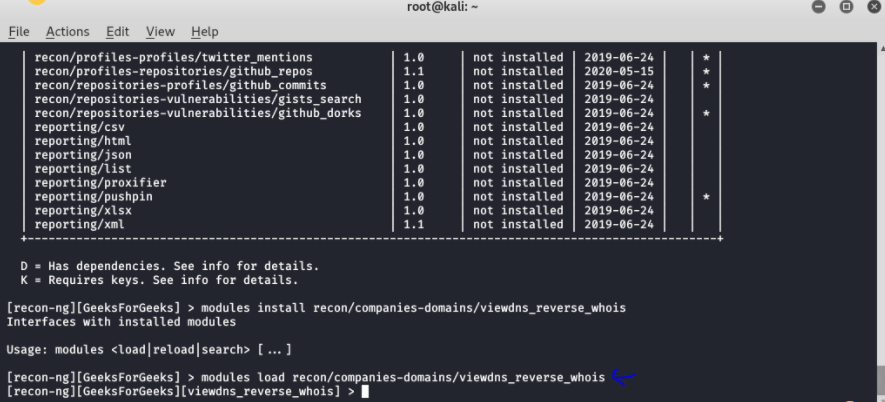 root@kali: ~
File Actions Edit View Help
| recon/profiles-profiles/twitter_mentions | 1.0 | not installed | 2019-06-24 | | * |
| recon/profiles-repositories/github_repos | 1.1 | not installed | 2020-05-15 | | * |
| recon/repositories-profiles/github_commits | 1.0 | not installed | 2019-06-24 | | * |
| recon/repositories-vulnerabilities/gists_search | 1.0 | not installed | 2019-06-24 | | |
| recon/repositories-vulnerabilities/github_dorks | 1.0 | not installed | 2019-06-24 | | * |
| reporting/csv | 1.0 | not installed | 2019-06-24 | | |
| reporting/html | 1.0 | not installed | 2019-06-24 | | |
| reporting/json | 1.0 | not installed | 2019-06-24 | | |
| reporting/list | 1.0 | not installed | 2019-06-24 | | |
| reporting/proxifier | 1.0 | not installed | 2019-06-24 | | |
| reporting/pushpin | 1.0 | not installed | 2019-06-24 | | * |
| reporting/xlsx | 1.0 | not installed | 2019-06-24 | | |
| reporting/xml | 1.1 | not installed | 2019-06-24 | | |
+---------------------------------------------------------------------------------------------------+
D = Has dependencies. See info for details.
K = Requires keys. See info for details.
[recon-ng][GeeksForGeeks] > modules install recon/companies-domains/viewdns_reverse_whois
Interfaces with installed modules
Usage: modules <load|reload|search> [...]
[recon-ng][GeeksForGeeks] > modules load recon/companies-domains/viewdns_reverse_whois
[recon-ng][GeeksForGeeks][viewdns_reverse_whois] >